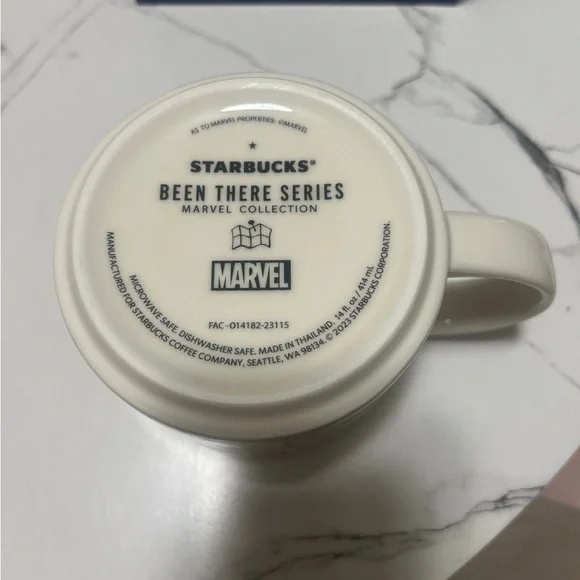 AS TO MARVEL PROPERTIES: ©MARVEL
STARBUCKS®
BEEN THERE SERIES
MARVEL COLLECTION
MARVEL
FAC-014182-23115
MICROWAVE SAFE. DISHWASHER SAFE. MADE IN THAILAND. 14 fl oz / 414 mL
MANUFACTURED FOR STARBUCKS COFFEE COMPANY, SEATTLE, WA 98134. © 2023 STARBUCKS CORPORATION.